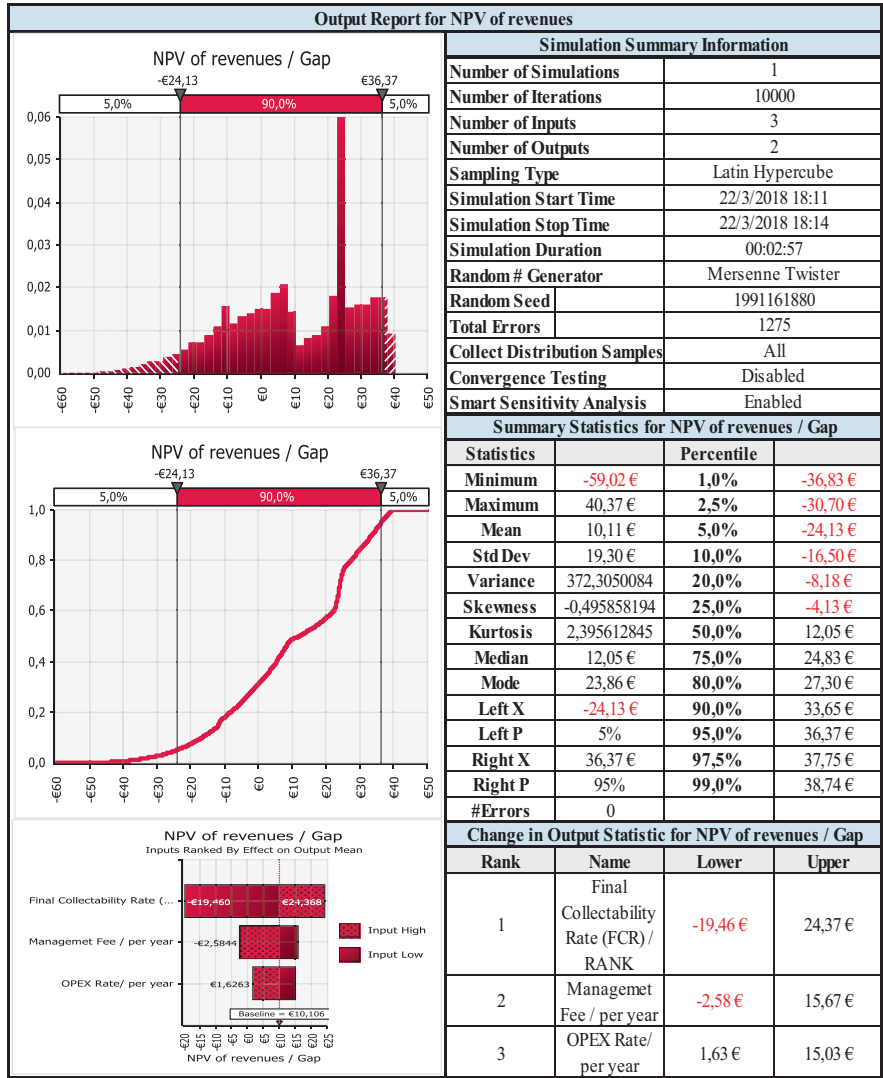 Output Report for NPV of revenues
NPV of revenues / Gap
-€24,13 €36,37
5,0% 90,0% 5,0%
0,06
0,05
0,04
0,03
0,02
0,01
0,00
-€60 -€50 -€40 -€30 -€20 -€10 €0 €10 €20 €30 €40 €50
NPV of revenues / Gap
-€24,13 €36,37
5,0% 90,0% 5,0%
1,0
0,8
0,6
0,4
0,2
0,0
-€60 -€50 -€40 -€30 -€20 -€10 €0 €10 €20 €30 €40 €50
NPV of revenues / Gap
Inputs Ranked By Effect on Output Mean
Final Collectability Rate (... -€19,460 €24,368
Managemet Fee / per year -€2,5844
OPEX Rate/ per year €1,6263
Input High
Input Low
Baseline = €10,106
-€20 -€15 -€10 -€5 €0 €5 €10 €15 €20 €25
NPV of revenues / Gap
Simulation Summary Information
Number of Simulations 1
Number of Iterations 10000
Number of Inputs 3
Number of Outputs 2
Sampling Type Latin Hypercube
Simulation Start Time 22/3/2018 18:11
Simulation Stop Time 22/3/2018 18:14
Simulation Duration 00:02:57
Random # Generator Mersenne Twister
Random Seed 1991161880
Total Errors 1275
Collect Distribution Samples All
Convergence Testing Disabled
Smart Sensitivity Analysis Enabled
Summary Statistics for NPV of revenues / Gap
Statistics Percentile
Minimum -59,02 € 1,0% -36,83 €
Maximum 40,37 € 2,5% -30,70 €
Mean 10,11 € 5,0% -24,13 €
Std Dev 19,30 € 10,0% -16,50 €
Variance 372,3050084 20,0% -8,18 €
Skewness -0,495858194 25,0% -4,13 €
Kurtosis 2,395612845 50,0% 12,05 €
Median 12,05 € 75,0% 24,83 €
Mode 23,86 € 80,0% 27,30 €
Left X -24,13 € 90,0% 33,65 €
Left P 5% 95,0% 36,37 €
Right X 36,37 € 97,5% 37,75 €
Right P 95% 99,0% 38,74 €
#Errors 0
Change in Output Statistic for NPV of revenues / Gap
Rank Name Lower Upper
Final
Collectability
1 -19,46 € 24,37 €
Rate (FCR) /
RANK
Managemet
2 -2,58 € 15,67 €
Fee / per year
OPEX Rate/
3 1,63 € 15,03 €
per year